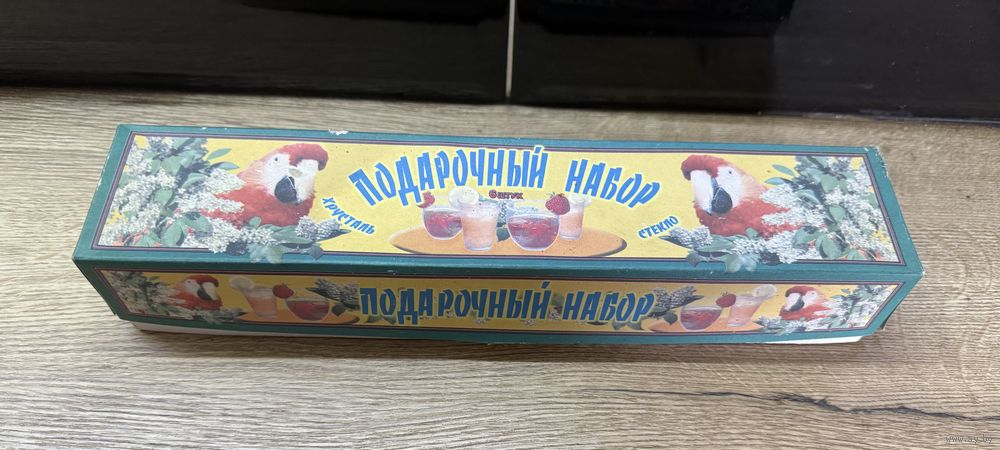 ПОДАРОЧНЫЙ НАБОР
6 штук
ХРУСТАЛЬ
СТЕКЛО
ПОДАРОЧНЫЙ НАБОР